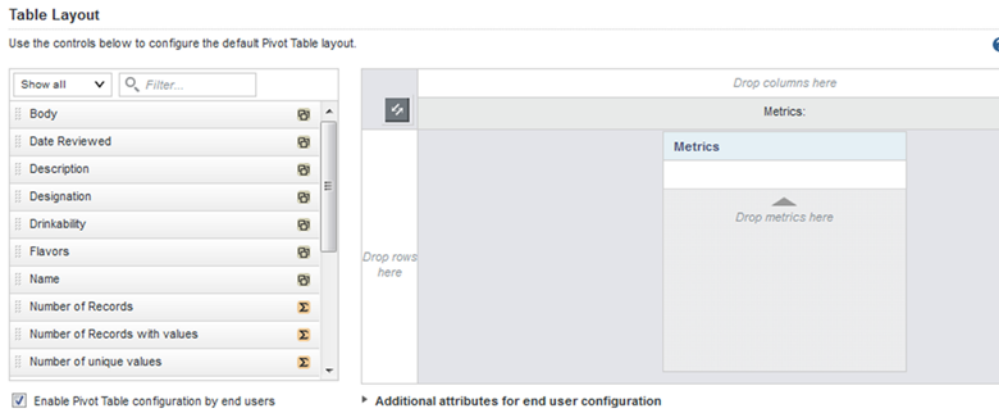 Table Layout
Use the controls below to configure the default Pivot Table layout.
Show all
Filter...
Body
Date Reviewed
Description
Designation
Drinkability
Flavors
Name
Number of Records
Number of Records with values
Number of unique values
Enable Pivot Table configuration by end users
Drop columns here
Metrics:
Metrics
Drop metrics here
Drop rows
here
Additional attributes for end user configuration